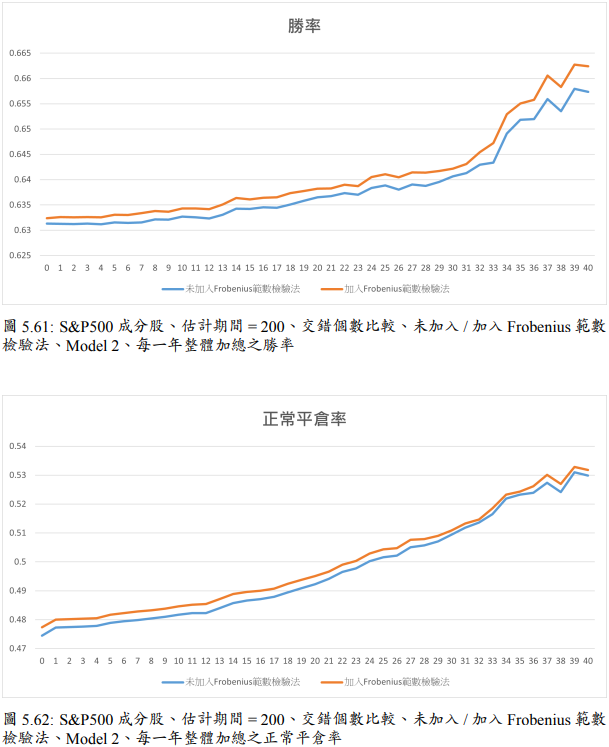 勝率
0.665
0.66
0.655
0.65
0.645
0.64
0.635
0.63
0.625
0 1 2 3 4 5 6 7 8 9 10 11 12 13 14 15 16 17 18 19 20 21 22 23 24 25 26 27 28 29 30 31 32 33 34 35 36 37 38 39 40
未加入Frobenius範數檢驗法 加入Frobenius範數檢驗法
圖 5.61: S&P500 成分股、估計期間 = 200、交錯個數比較、未加入 / 加入 Frobenius 範數
檢驗法、Model 2、每一年整體加總之勝率
正常平倉率
0.54
0.53
0.52
0.51
0.5
0.49
0.48
0.47
0 1 2 3 4 5 6 7 8 9 10 11 12 13 14 15 16 17 18 19 20 21 22 23 24 25 26 27 28 29 30 31 32 33 34 35 36 37 38 39 40
未加入Frobenius範數檢驗法 加入Frobenius範數檢驗法
圖 5.62: S&P500 成分股、估計期間 = 200、交錯個數比較、未加入 / 加入 Frobenius 範數
檢驗法、Model 2、每一年整體加總之正常平倉率